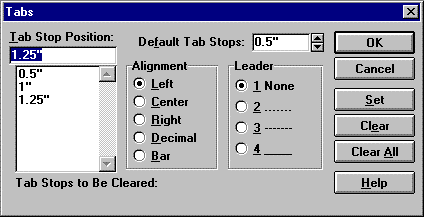 Tabs
Tab Stop Position:
1.25"
0.5"
1"
1.25"
Tab Stops to Be Cleared:
Default Tab Stops: 0.5"
Alignment
Left
Center
Right
Decimal
Bar
Leader
1 None
2 .......
3 -------
4 ____
OK
Cancel
Set
Clear
Clear All
Help